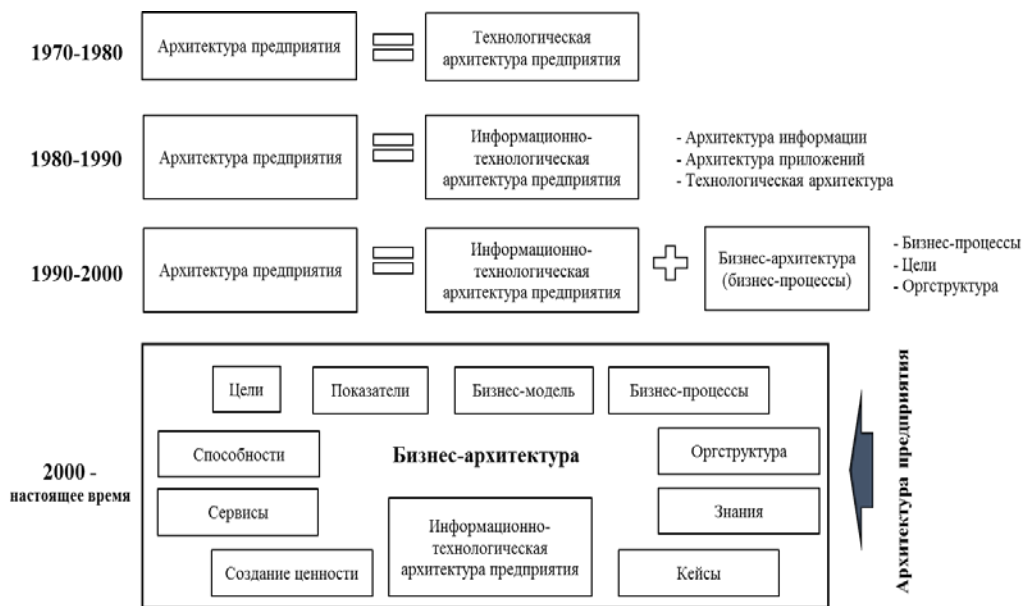 1970-1980
Архитектура предприятия
Технологическая
архитектура предприятия
1980-1990
Архитектура предприятия
Информационно-
технологическая
архитектура предприятия
- Архитектура информации
- Архитектура приложений
- Технологическая архитектура
1990-2000
Архитектура предприятия
Информационно-
технологическая
архитектура предприятия
Бизнес-архитектура
(бизнес-процессы)
- Бизнес-процессы
- Цели
- Оргструктура
2000 -
настоящее время
Цели
Показатели
Бизнес-модель
Бизнес-процессы
Способности
Бизнес-архитектура
Оргструктура
Сервисы
Информационно-
технологическая
архитектура предприятия
Знания
Создание ценности
Кейсы
Архитектура предприятия